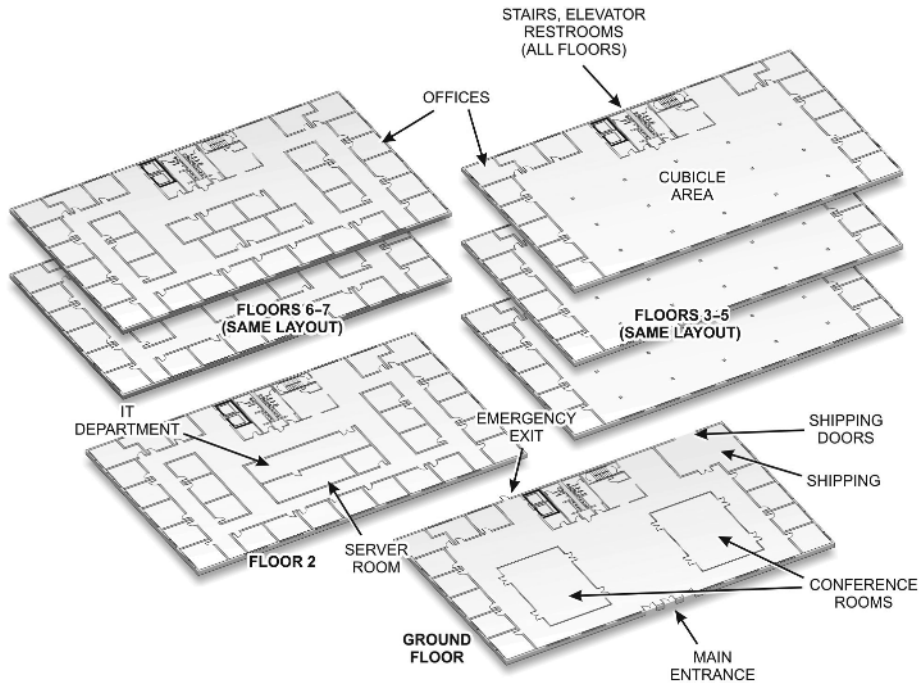 STAIRS, ELEVATOR
RESTROOMS
(ALL FLOORS)
OFFICES
CUBICLE
AREA
FLOORS 6–7
(SAME LAYOUT)
FLOORS 3–5
(SAME LAYOUT)
IT
DEPARTMENT
EMERGENCY
EXIT
SHIPPING
DOORS
SHIPPING
FLOOR 2
SERVER
ROOM
CONFERENCE
ROOMS
GROUND
FLOOR
MAIN
ENTRANCE